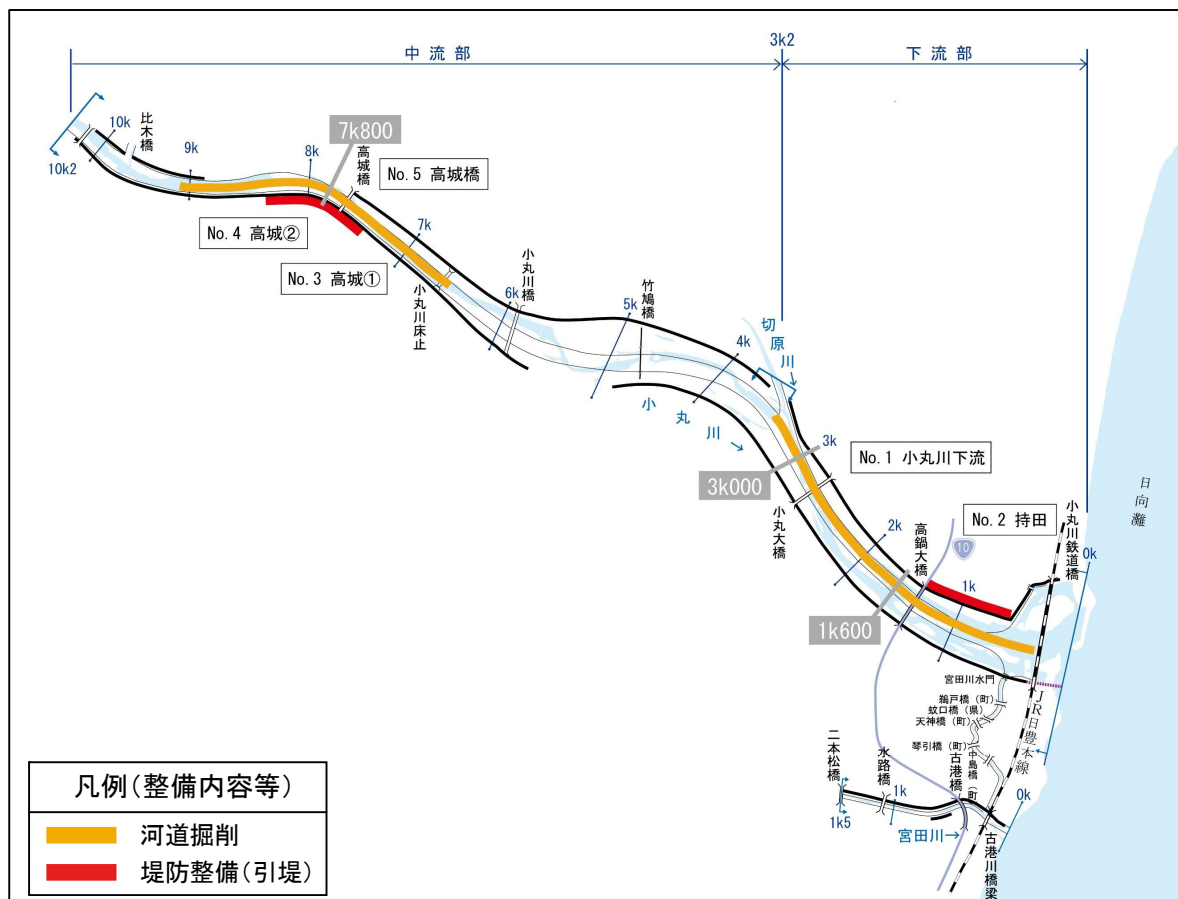 3k2
中流部
下流部
10k2
10k
比木橋
9k
8k
7k800
高城橋
No.5 高城橋
No.4 高城②
No.3 高城①
7k
小丸川床止
6k
小丸川橋
5k
竹鳩橋
4k
切原川→
小丸川→
3k
No.1 小丸川下流
3k000
小丸大橋
2k
高鍋大橋
10
No.2 持田
小丸川鉄道橋
日向灘
0k
1k
1k600
宮田川水門
鵜戸橋(町)
蚊口橋(県)
天神橋(町)
琴引橋(町)
中島橋(町
JR日豊本線
二本松橋
水路橋
古港橋
1k
0k
1k5
宮田川→
古港川橋梁
凡例(整備内容等)
河道掘削
堤防整備(引堤)